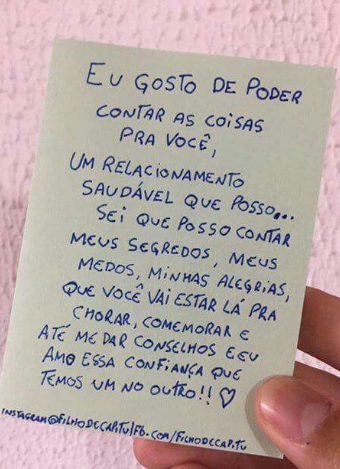 EU GOSTO DE PODER
CONTAR AS COISAS
PRA VOCÊ,
UM RELACIONAMENTO
SAUDÁVEL QUE POSSO...
SEI QUE POSSO CONTAR
MEUS SEGREDOS, MEUS
MEDOS, MINHAS ALEGRIAS,
QUE VOCÊ VAI ESTAR LÁ PRA
CHORAR, COMEMORAR E
ATÉ ME DAR CONSELHOS E EU
AMO ESSA CONFIANÇA QUE
TEMOS UM NO OUTRO!! ♡
INSTAGRAM@FILHODECAPITU/FB.COM/FILHODECAPITU